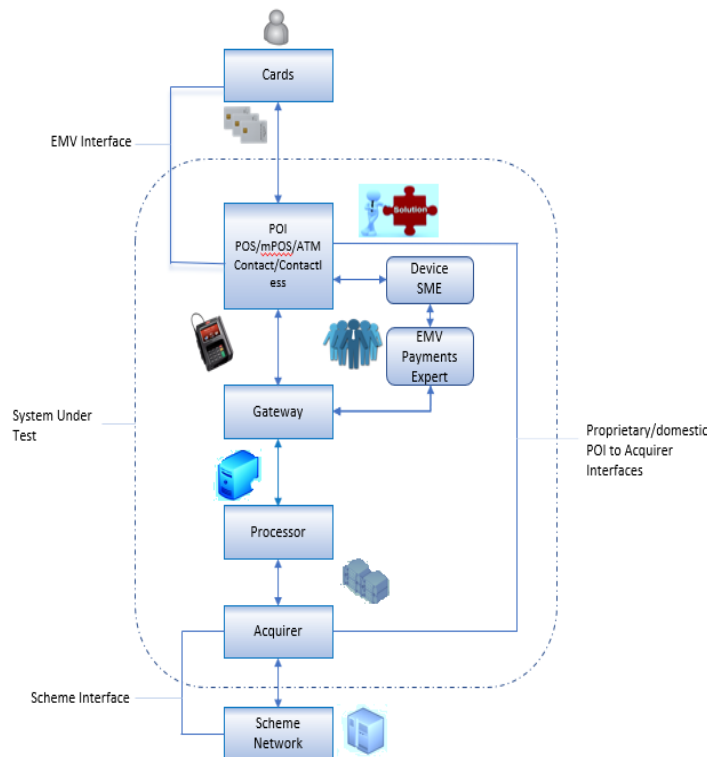 Cards
EMV Interface
Solution
POI
POS/mPOS/ATM
Contact/Contactl
ess
Device
SME
EMV
Payments
Expert
Gateway
System Under
Test
Proprietary/domestic
POI to Acquirer
Interfaces
Processor
Acquirer
Scheme Interface
Scheme
Network